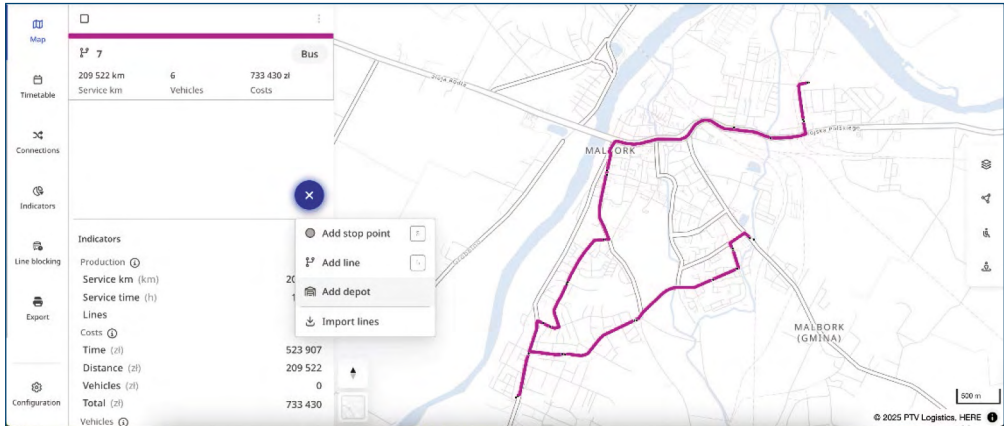 Map
Timetable
Connections
Indicators
Line blocking
Export
Configuration
7 Bus
209 522 km 6 733 430 zł
Service km Vehicles Costs
Indicators
Production
Service km (km)
Service time (h)
Lines
Costs
Time (zł) 523 907
Distance (zł) 209 522
Vehicles (zł) 0
Total (zł) 733 430
Vehicles
Add stop point
Add line
Add depot
Import lines
MALBORK
MALBORK
(GMINA)
500 m
© 2025 PTV Logistics, HERE